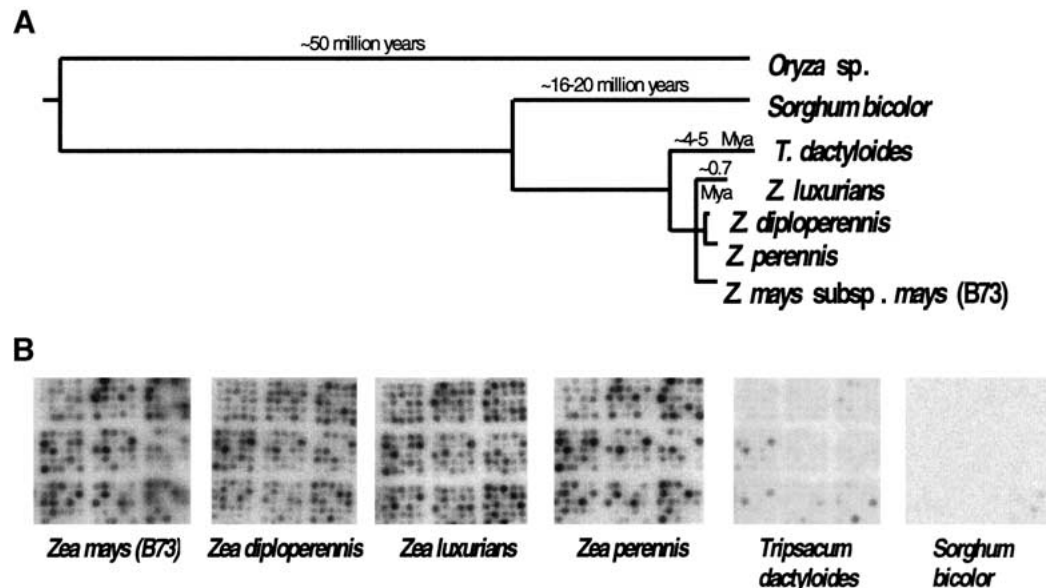 A
~50 million years
Oryza sp.
~16-20 million years
Sorghum bicolor
~4-5 Mya
T. dactyloides
~0.7
Mya
Z. luxurians
Z. diploperennis
Z. perennis
Z. mays subsp. mays (B73)
B
Zea mays (B73)
Zea diploperennis
Zea luxurians
Zea perennis
Tripsacum
dactyloides
Sorghum
bicolor